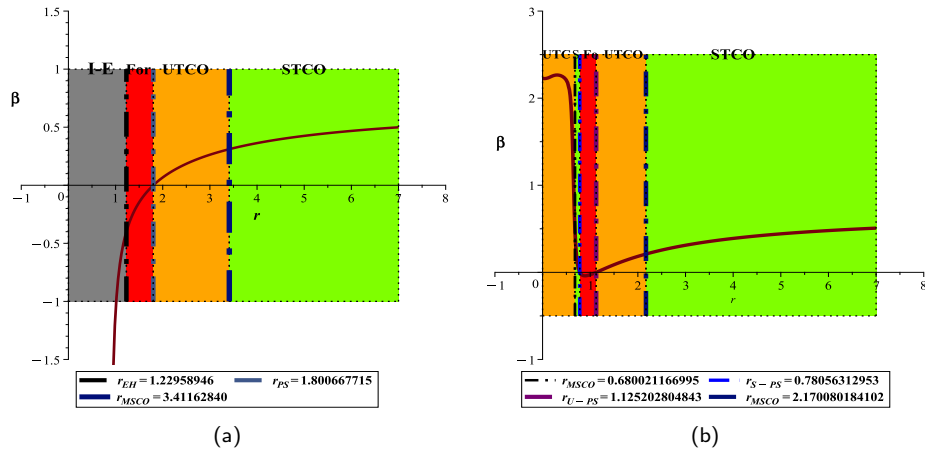 1.5
I-E For UTCO STCO
1
β
0.5
−1 0 1 2 3 4 5 6 7 8
r
−0.5
−1
−1.5
r_EH = 1.22958946 r_PS = 1.800667715
r_MSCO = 3.41162840
(a)
3
UTC S Fo UTCO STCO
2
β
1
−1 0 1 2 3 4 5 6 7 8
r
−1
r_MSCO = 0.680021166995 r_S−PS = 0.78056312953
r_U−PS = 1.125202804843 r_MSCO = 2.170080184102
(b)